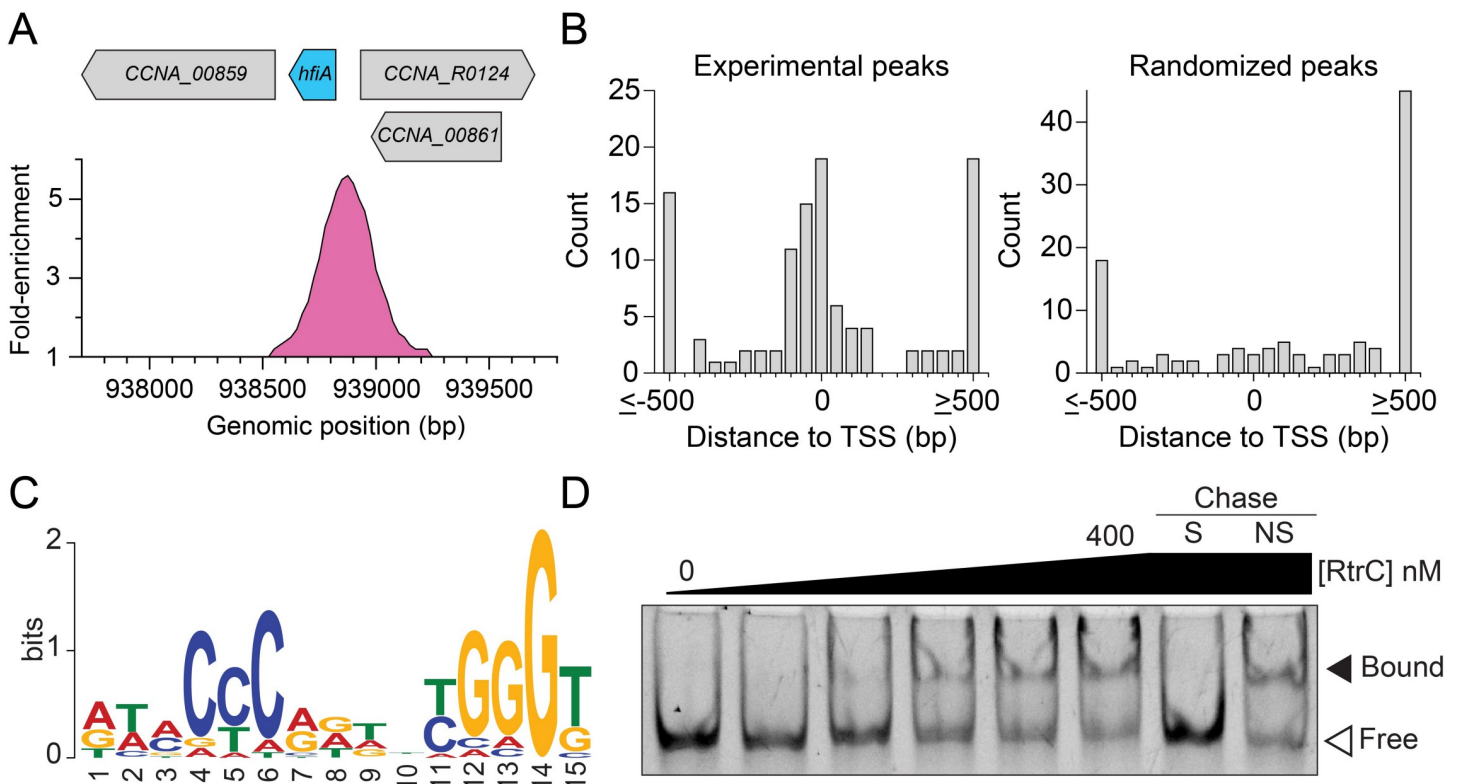 A
CCNA_00859
hfiA
CCNA_R0124
CCNA_00861
Fold-enrichment
5
3
1
938000 938500 939000 939500
Genomic position (bp)
B
Experimental peaks
Count
25
20
15
10
5
0
≤-500 0 ≥500
Distance to TSS (bp)
Randomized peaks
Count
40
30
20
10
0
≤-500 0 ≥500
Distance to TSS (bp)
C
bits
2
1
0
1 2 3 4 5 6 7 8 9 10 11 12 13 14 15
D
Chase
0 400 S NS
[RtrC] nM
Bound
Free